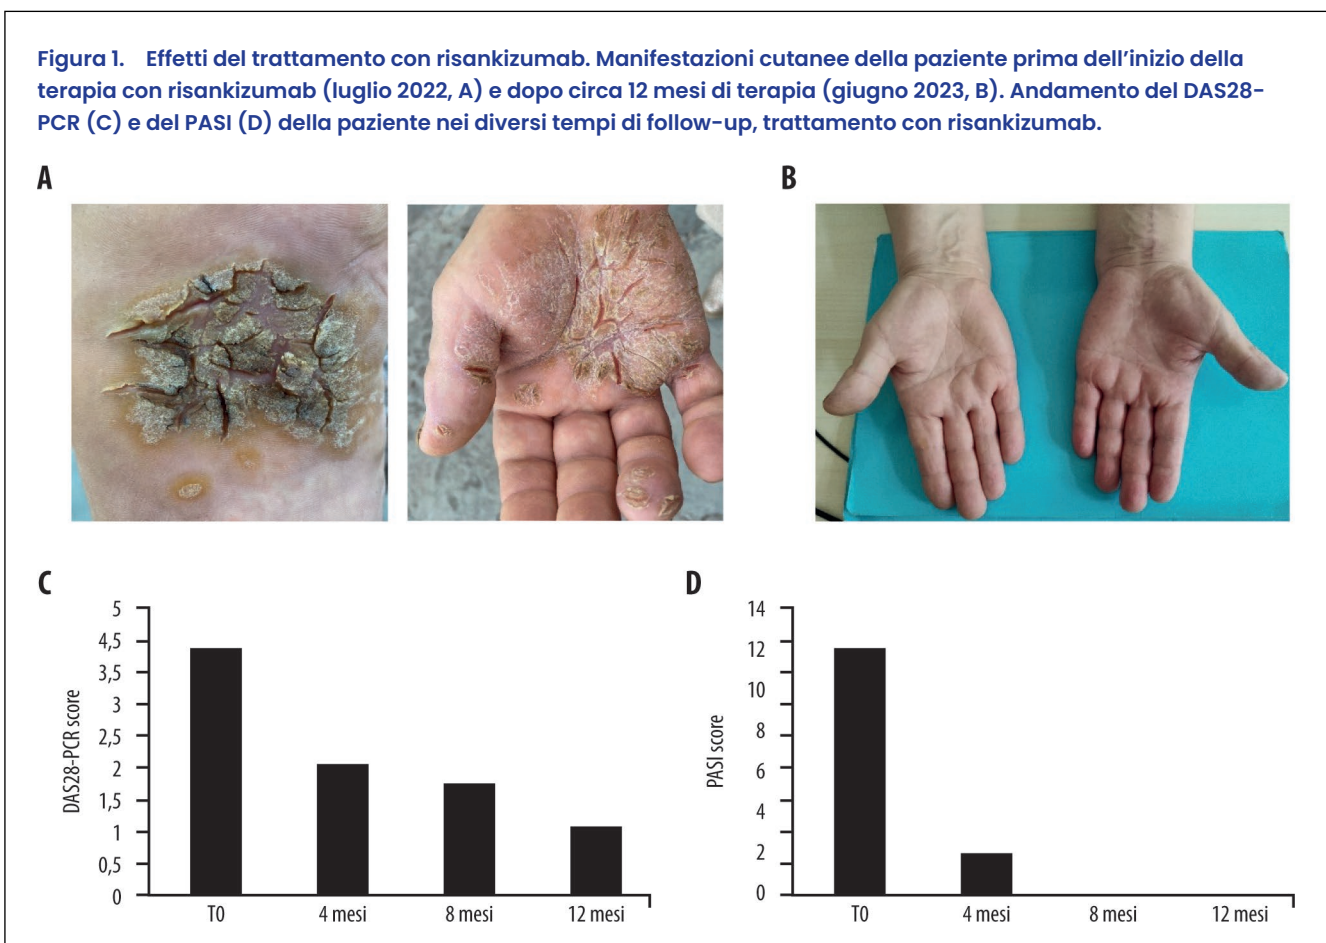 Figura 1. Effetti del trattamento con risankizumab. Manifestazioni cutanee della paziente prima dell’inizio della
terapia con risankizumab (luglio 2022, A) e dopo circa 12 mesi di terapia (giugno 2023, B). Andamento del DAS28-
PCR (C) e del PASI (D) della paziente nei diversi tempi di follow-up, trattamento con risankizumab.
A
B
C
DAS28-PCR score
5
4,5
3,5
3
2,5
2
1,5
1
0,5
0
T0 4 mesi 8 mesi 12 mesi
D
PASI score
14
12
10
8
6
4
2
0
T0 4 mesi 8 mesi 12 mesi